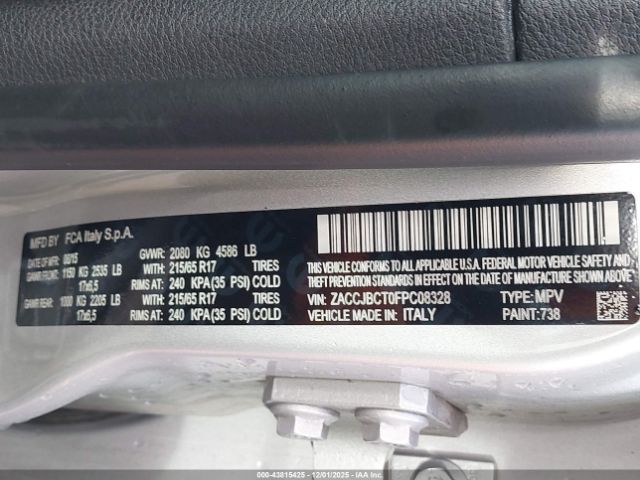 MFD BY FCA Italy S.p.A.
DATE OF MFR 08/15 GVWR: 2080 KG 4586 LB
GAWR FRONT: 1150 KG 2535 LB WITH 215/65 R17 TIRES
17x6,5 RIMS AT: 240 KPA(35 PSI) COLD
GAWR REAR: 1000 KG 2205 LB WITH 215/65 R17 TIRES
17x6,5 RIMS AT: 240 KPA(35 PSI) COLD
THIS VEHICLE CONFORMS TO ALL APPLICABLE
FEDERAL MOTOR VEHICLE SAFETY, BUMPER AND
THEFT PREVENTION STANDARDS IN EFFECT ON THE
DATE OF MANUFACTURE SHOWN ABOVE.
VIN: ZACCJBCT0FPC08328 TYPE: MPV
VEHICLE MADE IN: ITALY PAINT: 738
000-43815425 - 12/01/2025 - IAA Inc.